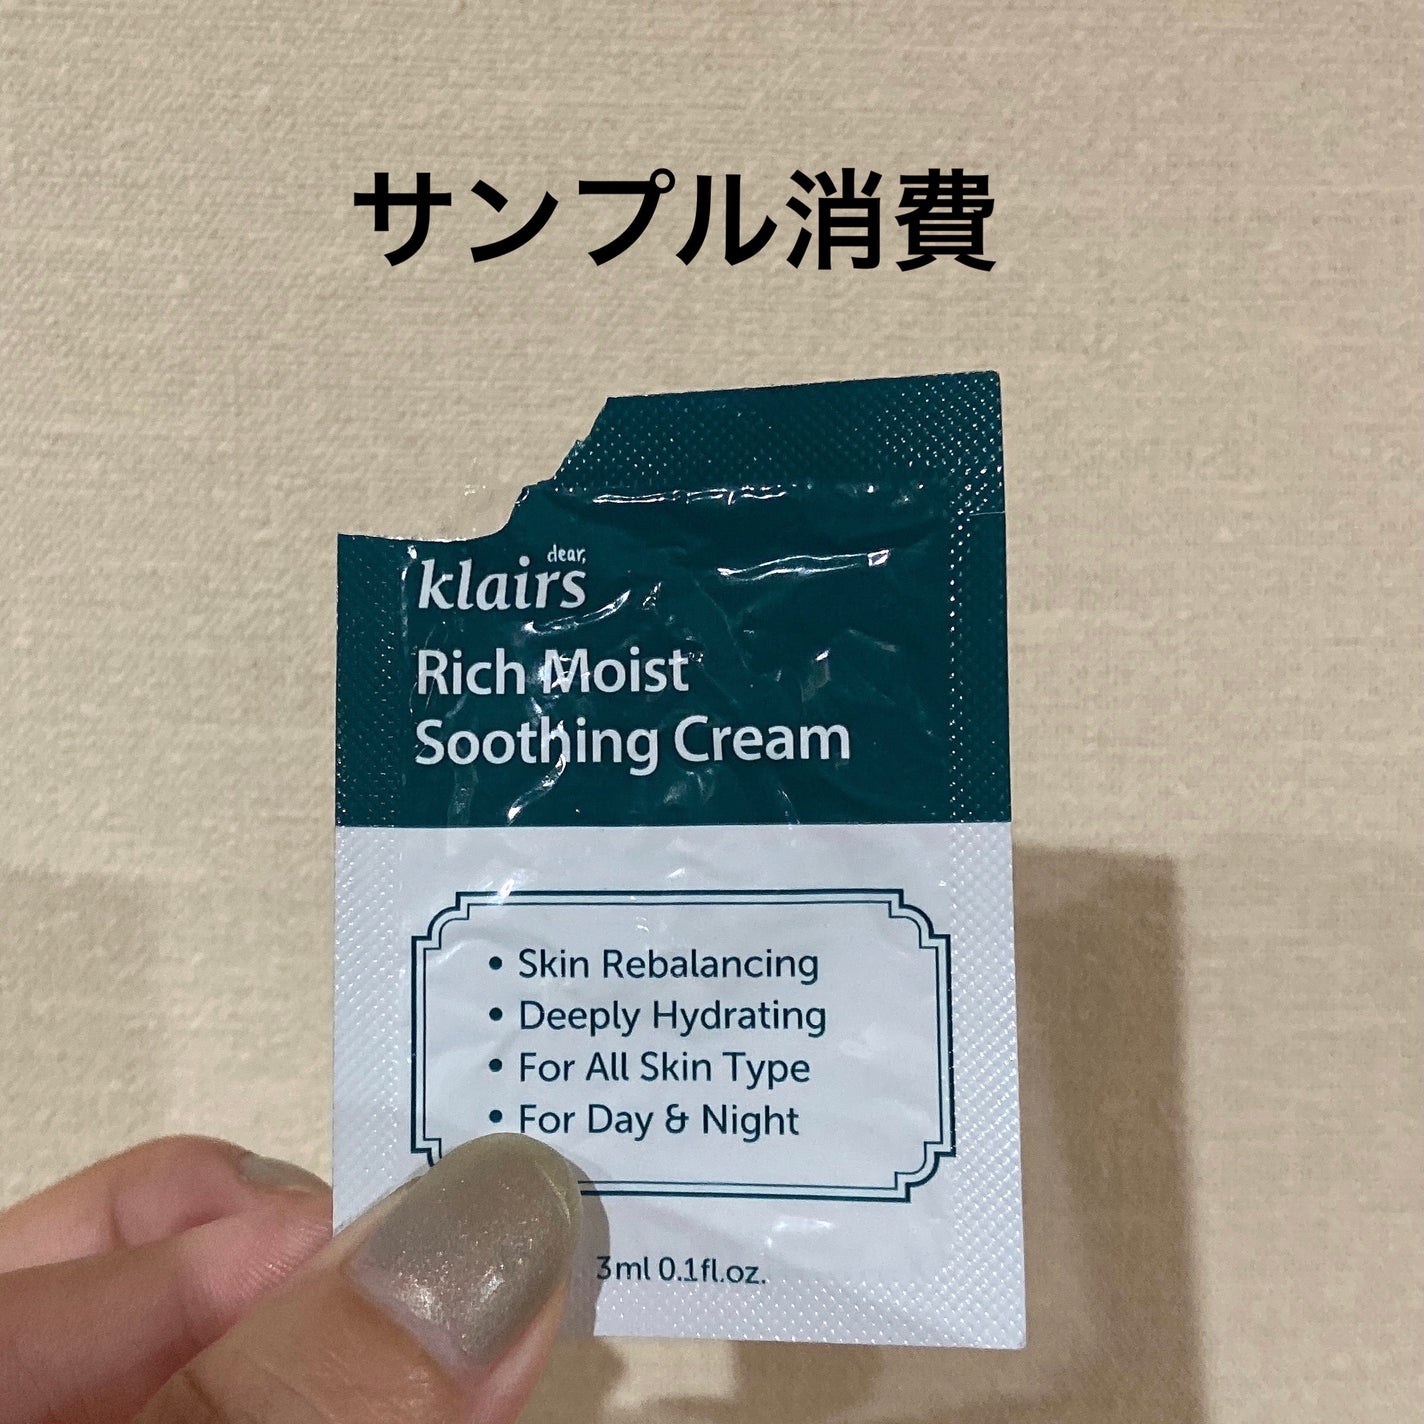 サンプル消費
dear,
klairs
Rich Moist
Soothing Cream
• Skin Rebalancing
• Deeply Hydrating
• For All Skin Type
• For Day & Night
3ml 0.1fl.oz.